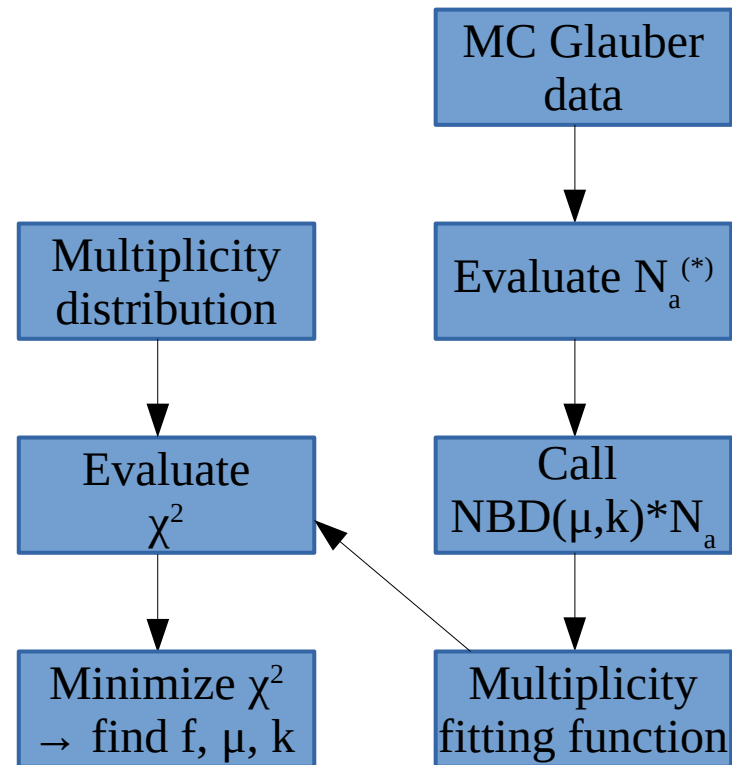 MC Glauber
data
Multiplicity
distribution
Evaluate Nₐ⁽*⁾
Evaluate
χ²
Call
NBD(μ,k)*Nₐ
Minimize χ²
→ find f, μ, k
Multiplicity
fitting function